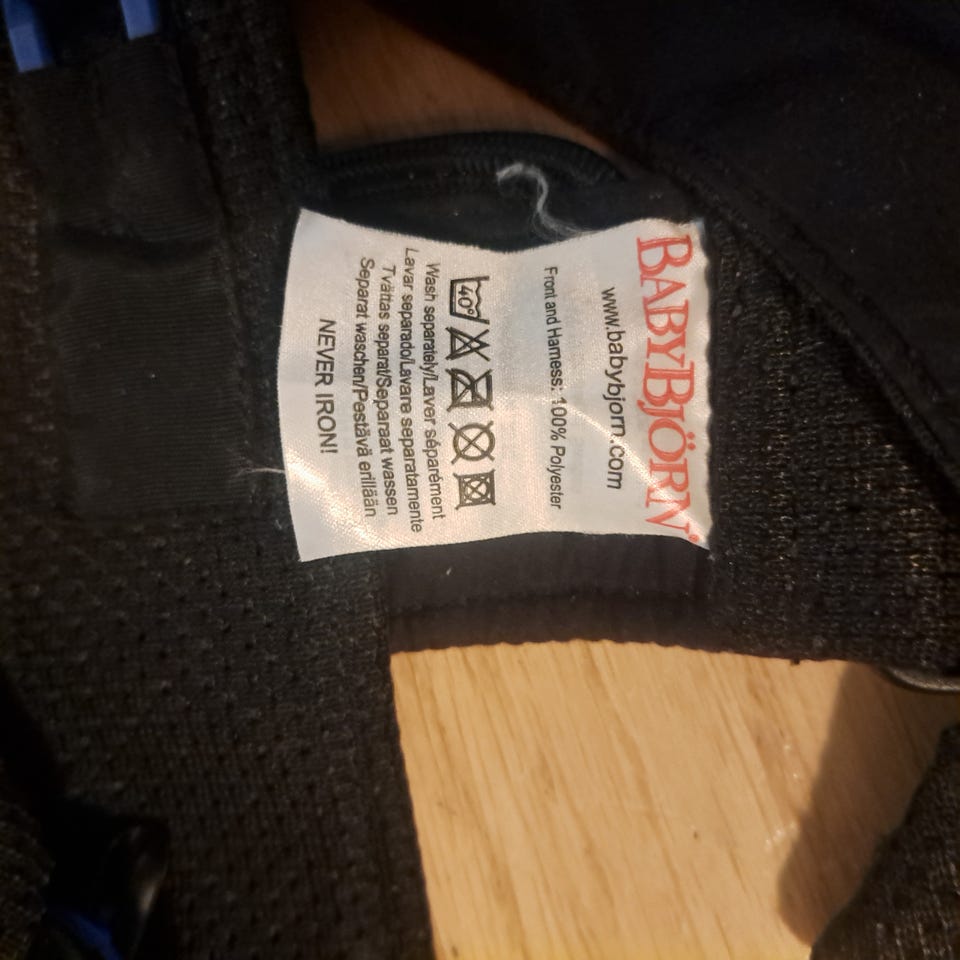 BABYBJÖRN®
www.babybjorn.com
Front and Harness: 100% Polyester
40°
Wash separately/Laver séparément
Lavar separado/Lavare separatamente
Tvättas separat/Separaat wassen
Separat waschen/Pestävä erillään
NEVER IRON!